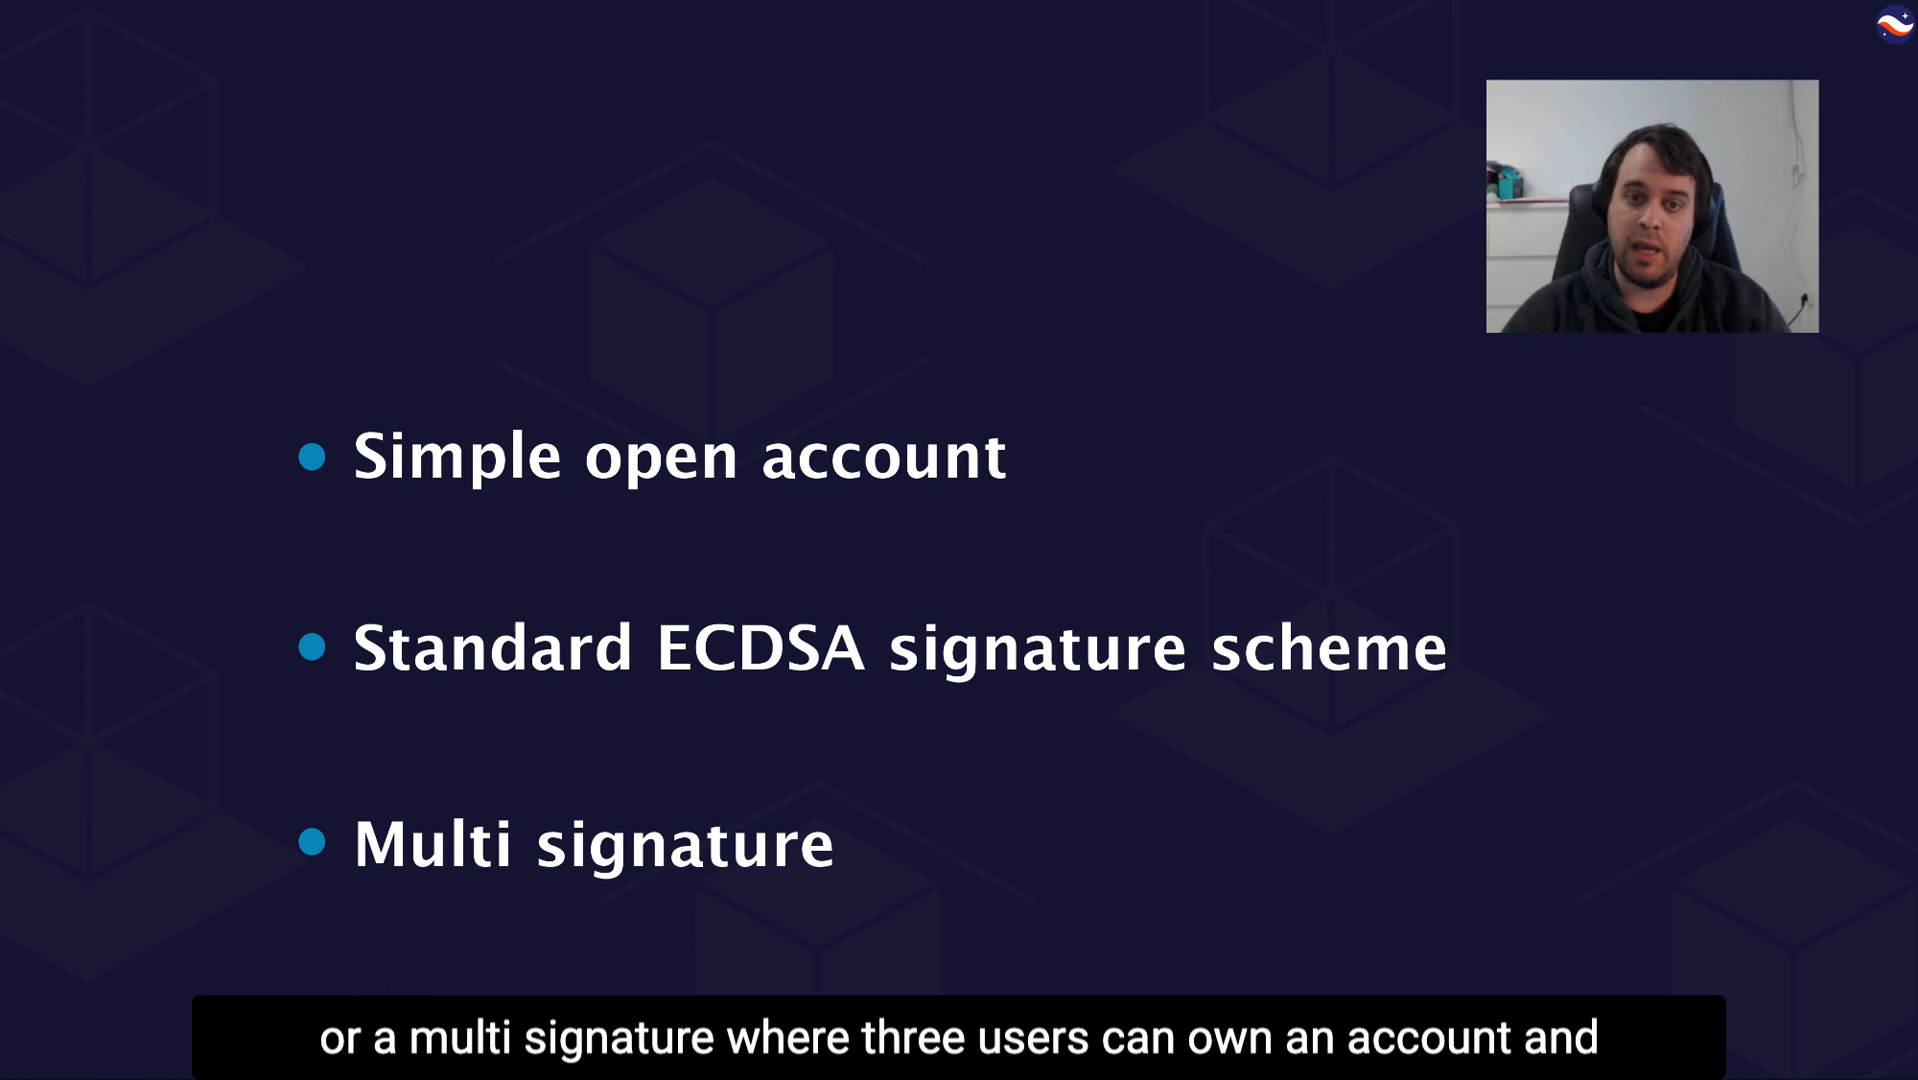 Simple open account
Standard ECDSA signature scheme
Multi signature
or a multi signature where three users can own an account and